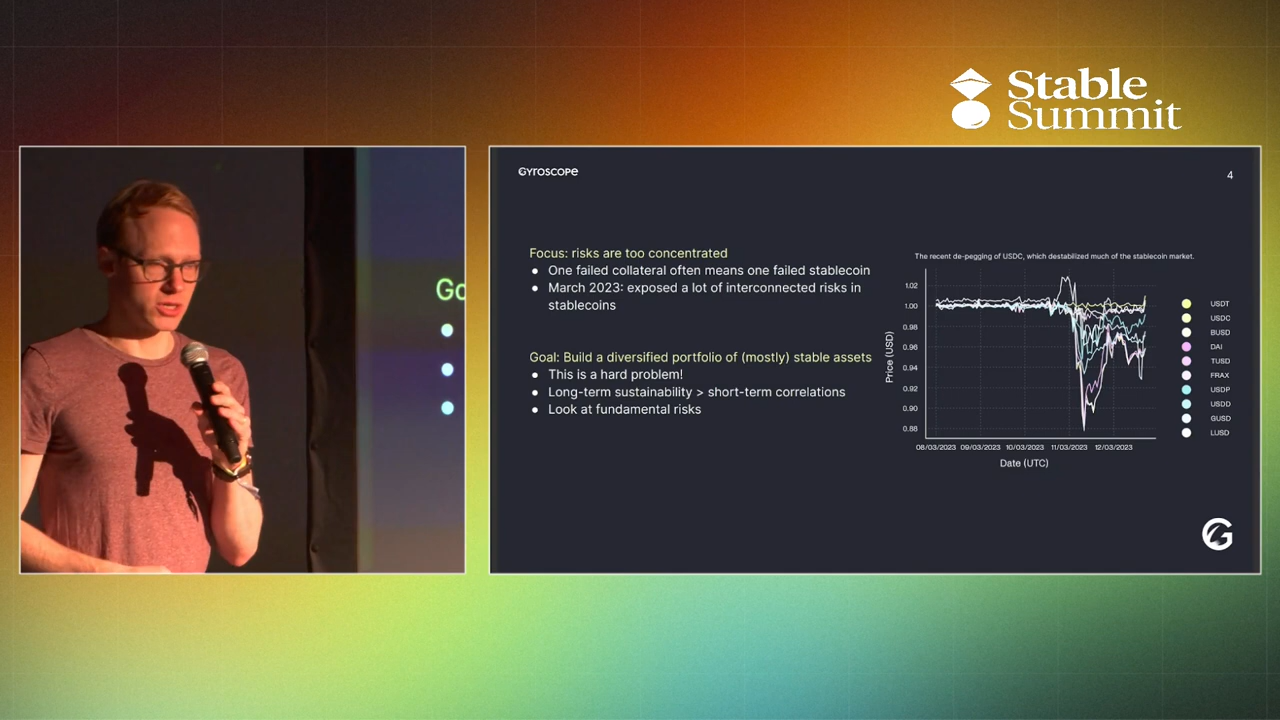 Stable
Summit
GYROSCOPE
4
Focus: risks are too concentrated
● One failed collateral often means one failed stablecoin
● March 2023: exposed a lot of interconnected risks in
stablecoins
Goal: Build a diversified portfolio of (mostly) stable assets
● This is a hard problem!
● Long-term sustainability > short-term correlations
● Look at fundamental risks
The recent de-pegging of USDC, which destabilized much of the stablecoin market.
Price (USD)
1.02
1.00
0.98
0.96
0.94
0.92
0.90
0.88
08/03/2023 09/03/2023 10/03/2023 11/03/2023 12/03/2023
Date (UTC)
USDT
USDC
BUSD
DAI
TUSD
FRAX
USDP
USDD
GUSD
LUSD
Go